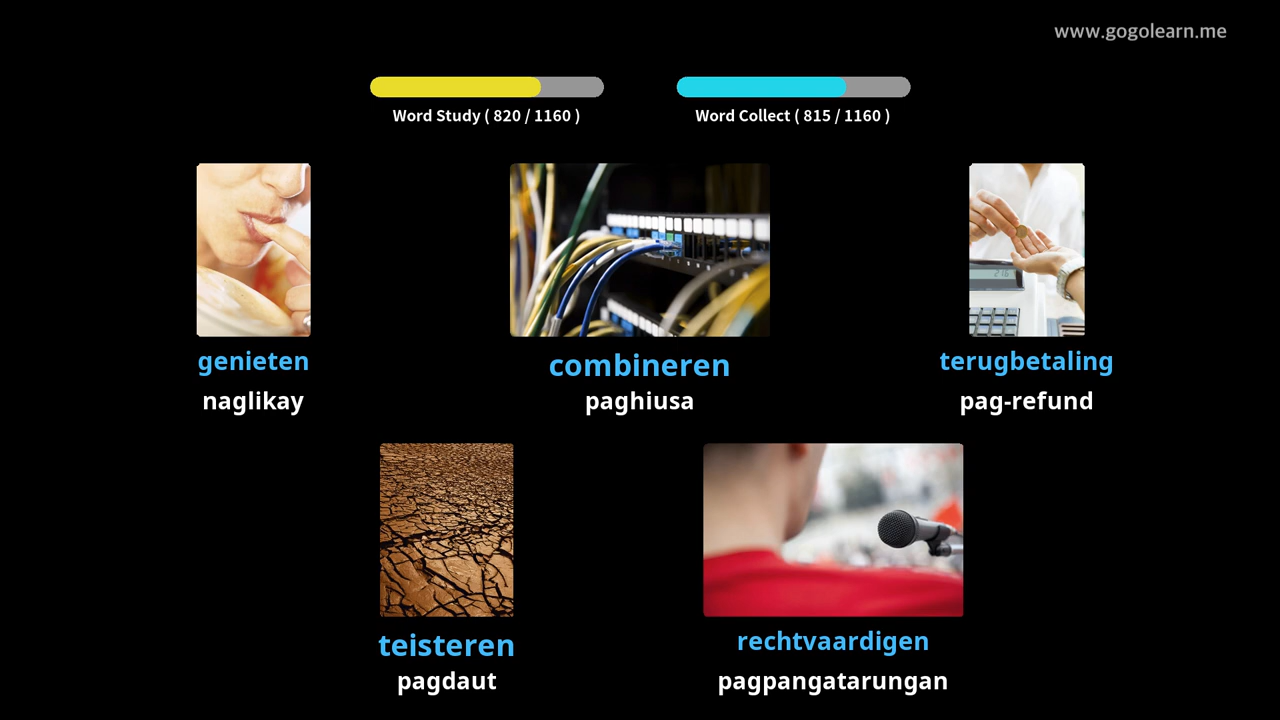 www.gogolearn.me
Word Study ( 820 / 1160 )
Word Collect ( 815 / 1160 )
genieten
naglikay
combineren
paghiusa
terugbetaling
pag-refund
teisteren
pagdaut
rechtvaardigen
pagpangatarungan